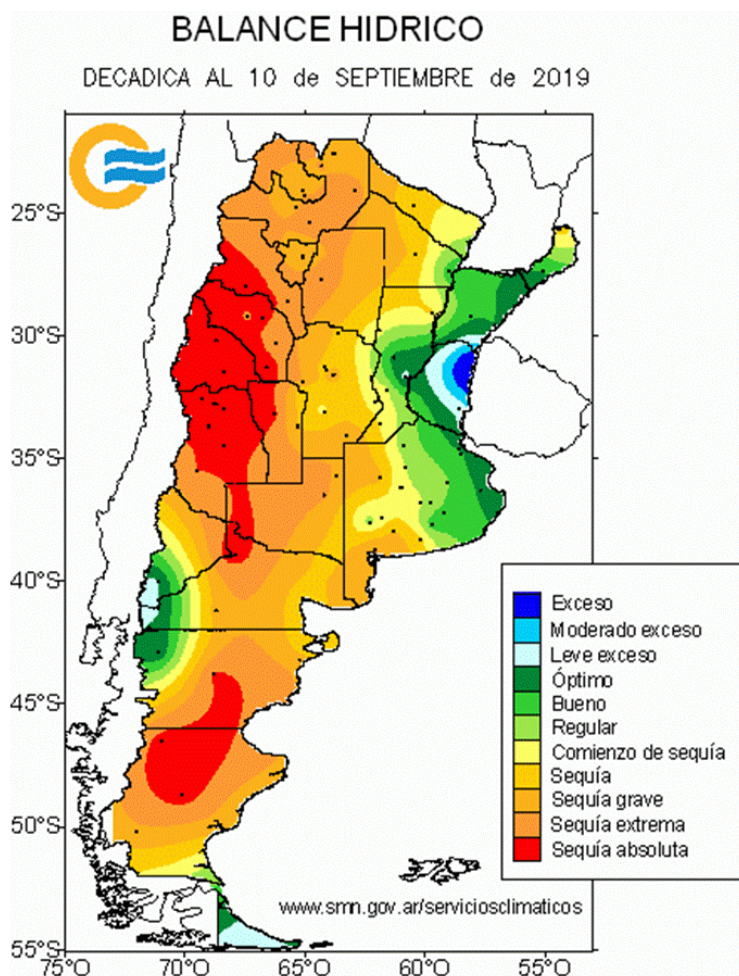 BALANCE HIDRICO
DECADICA AL 10 de SEPTIEMBRE de 2019
25°S
30°S
35°S
40°S
45°S
50°S
55°S
75°O
70°O
65°O
60°O
55°O
Exceso
Moderado exceso
Leve exceso
Óptimo
Bueno
Regular
Comienzo de sequía
Sequía
Sequía grave
Sequía extrema
Sequía absoluta
www.smn.gov.ar/serviciosclimaticos